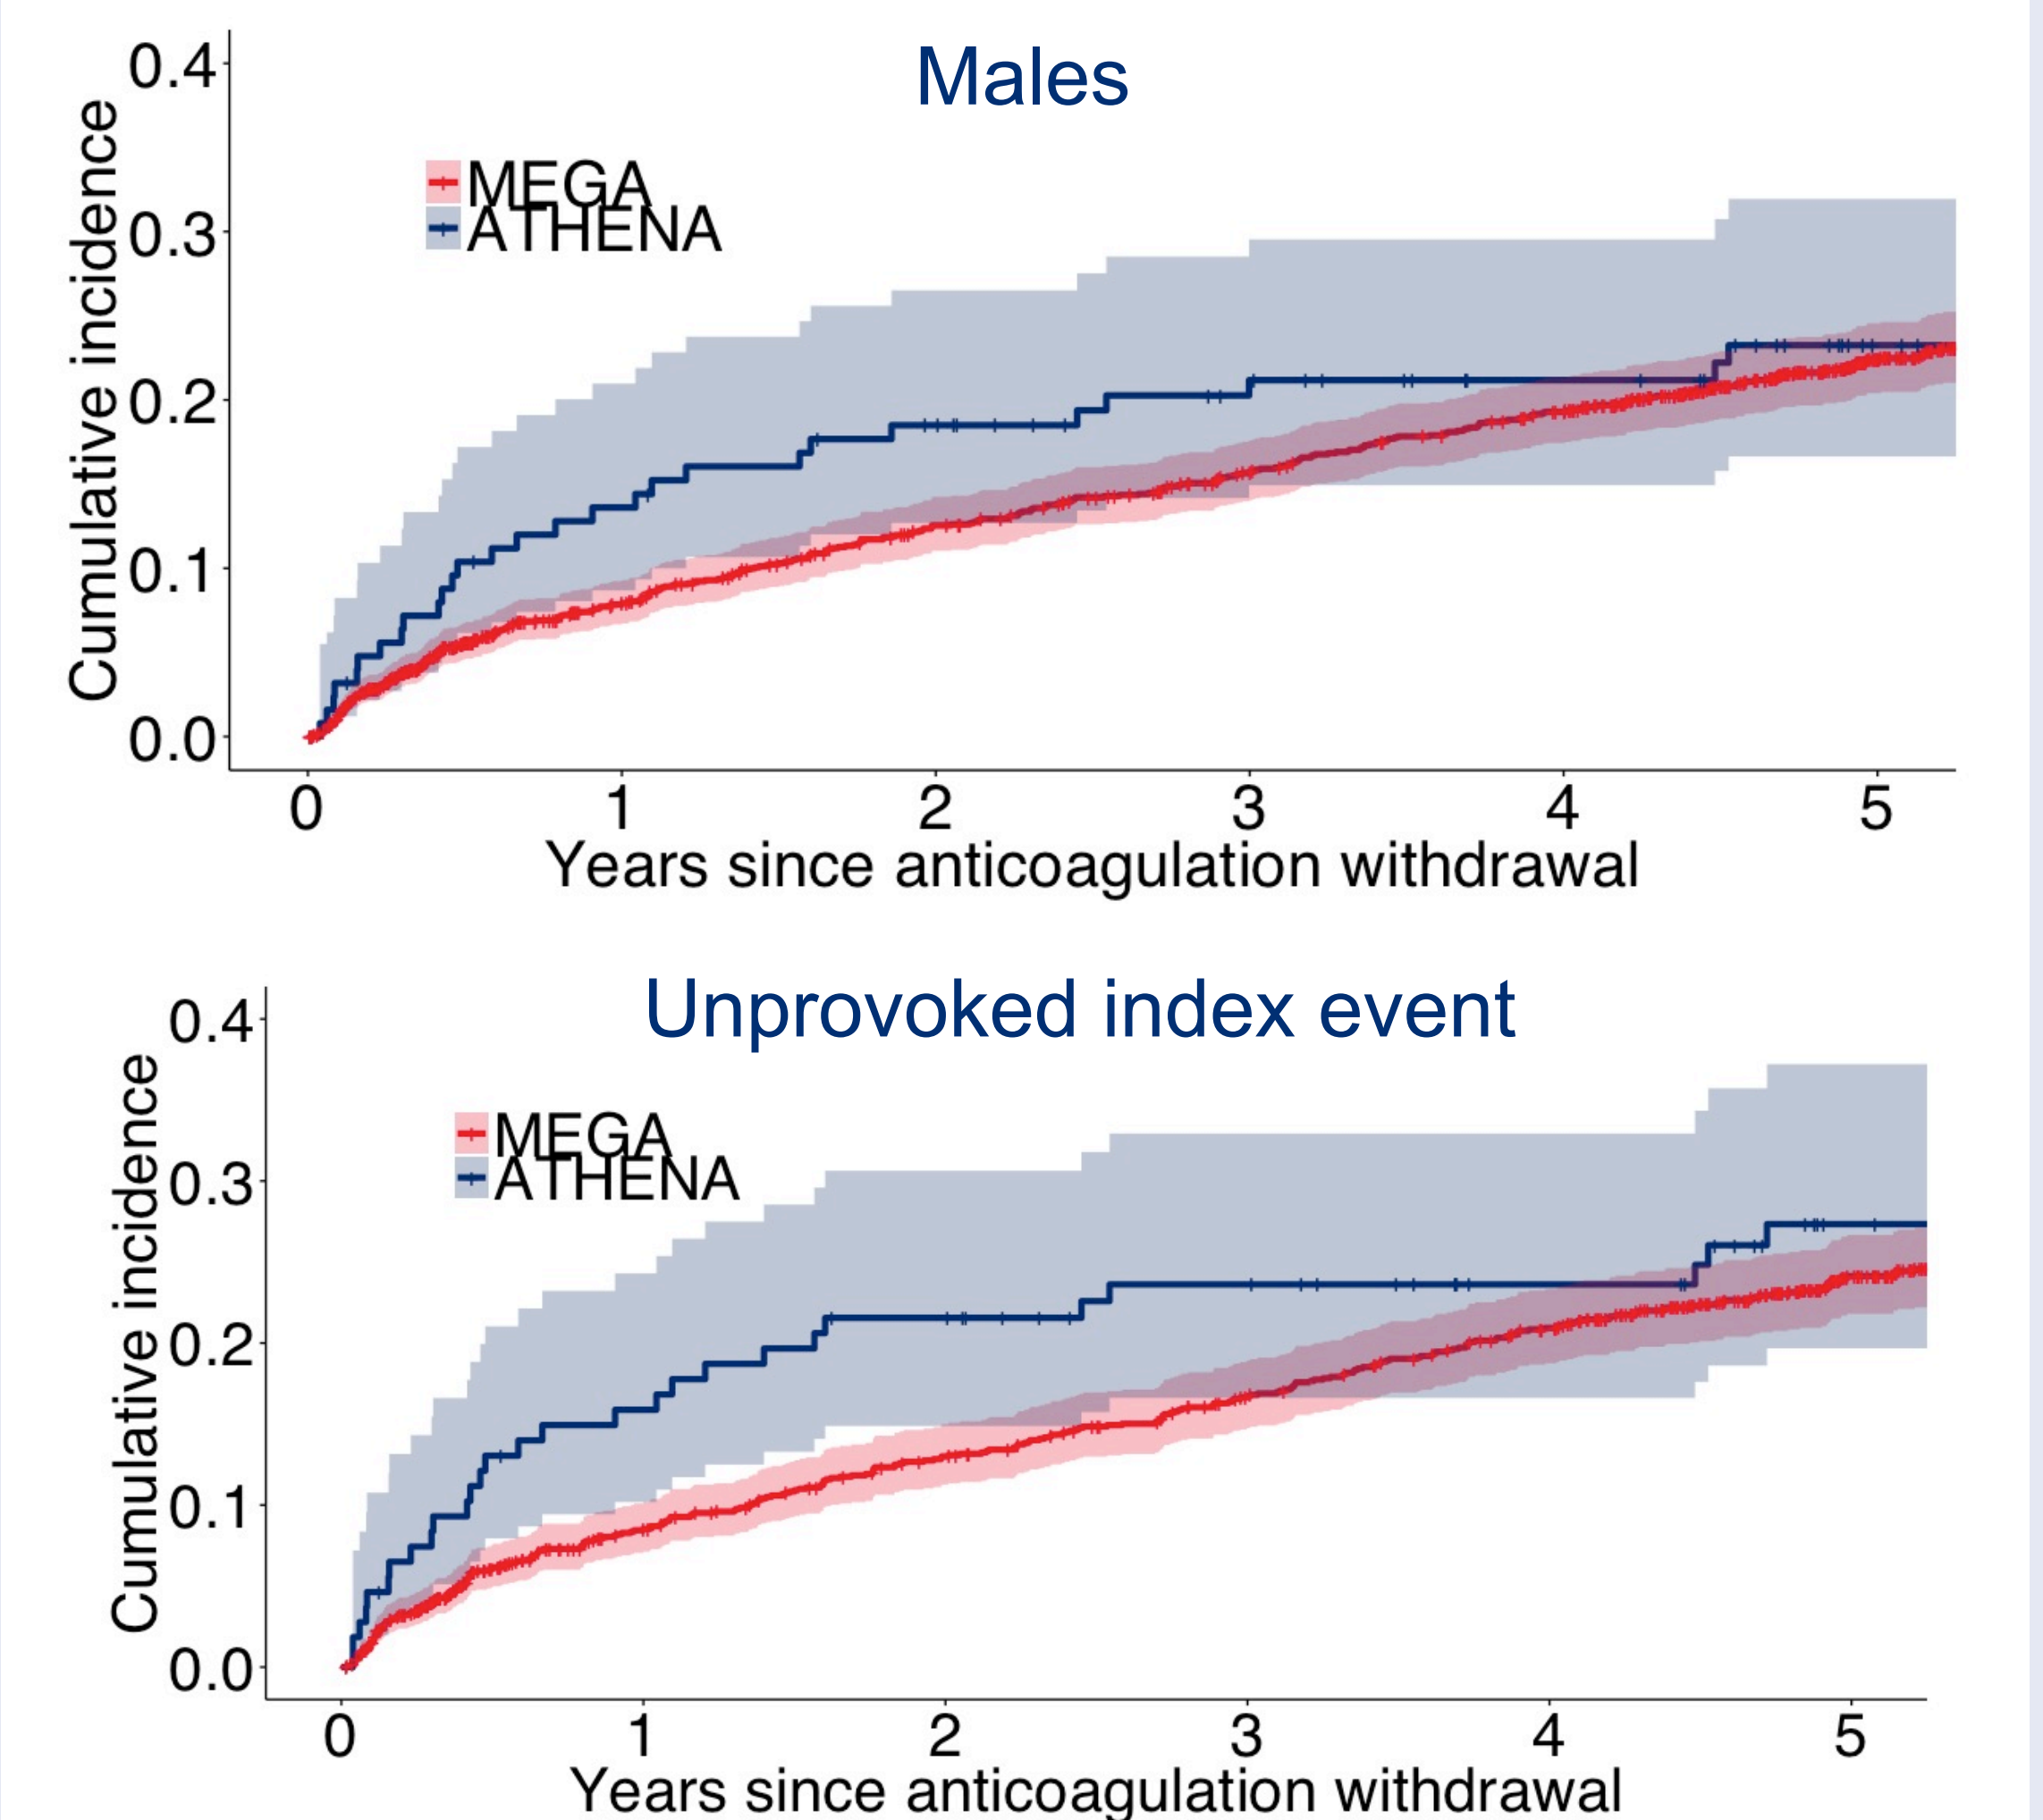 Males
Cumulative incidence
0.4
0.3
0.2
0.1
0.0
MEGA
ATHENA
0 1 2 3 4 5
Years since anticoagulation withdrawal
Unprovoked index event
Cumulative incidence
0.4
0.3
0.2
0.1
0.0
MEGA
ATHENA
0 1 2 3 4 5
Years since anticoagulation withdrawal